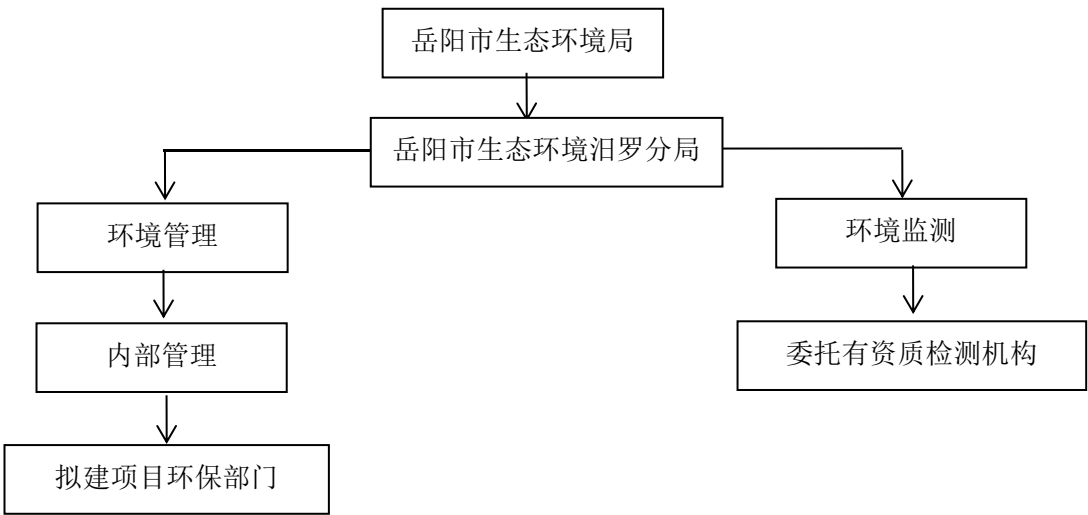 岳阳市生态环境局
岳阳市生态环境汨罗分局
环境管理
环境监测
内部管理
委托有资质检测机构
拟建项目环保部门